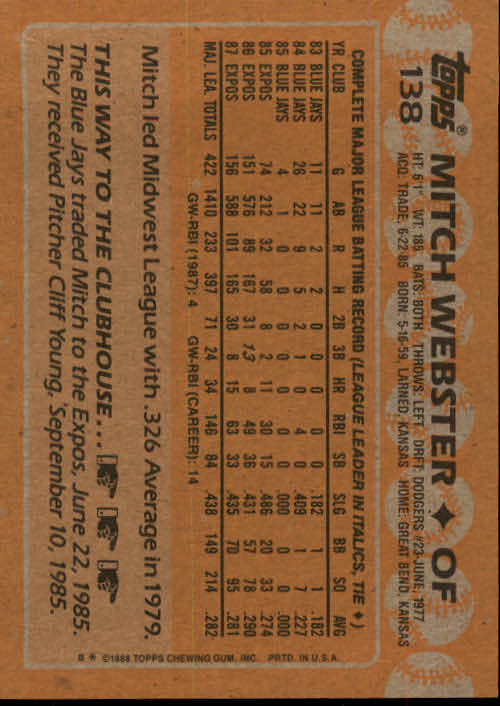 topps®
138
MITCH WEBSTER ♦ OF
HT: 6'1" WT: 185 BATS: BOTH THROWS: LEFT DRFT: DODGERS #23-JUNE, 1977
ACQ: TRADE, 6-22-85 BORN: 5-16-59, LARNED, KANSAS HOME: GREAT BEND, KANSAS
COMPLETE MAJOR LEAGUE BATTING RECORD (LEAGUE LEADER IN ITALICS, TIE ♦)
YR CLUB G AB R H 2B 3B HR RBI SB SLG BB SO AVG
83 BLUE JAYS 11 11 2 2 0 0 0 0 0 .182 1 1 .182
84 BLUE JAYS 26 22 9 5 2 1 0 4 0 .409 1 7 .227
85 BLUE JAYS 4 1 0 0 0 0 0 0 0 .000 0 0 .000
85 EXPOS 74 212 32 58 8 2 11 30 15 .486 20 33 .274
86 EXPOS 151 576 89 167 31 13 8 49 36 .431 57 78 .290
87 EXPOS 156 588 101 165 30 8 15 63 33 .435 70 95 .281
MAJ. LEA. TOTALS 422 1410 233 397 71 24 34 146 84 .438 149 214 .282
GW-RBI (1987): 4 GW-RBI (CAREER): 14
Mitch led Midwest League with .326 Average in 1979.
THIS WAY TO THE CLUBHOUSE...
The Blue Jays traded Mitch to the Expos, June 22, 1985.
They received Pitcher Cliff Young, September 10, 1985.
B * ©1988 TOPPS CHEWING GUM, INC. PRTD. IN U.S.A.